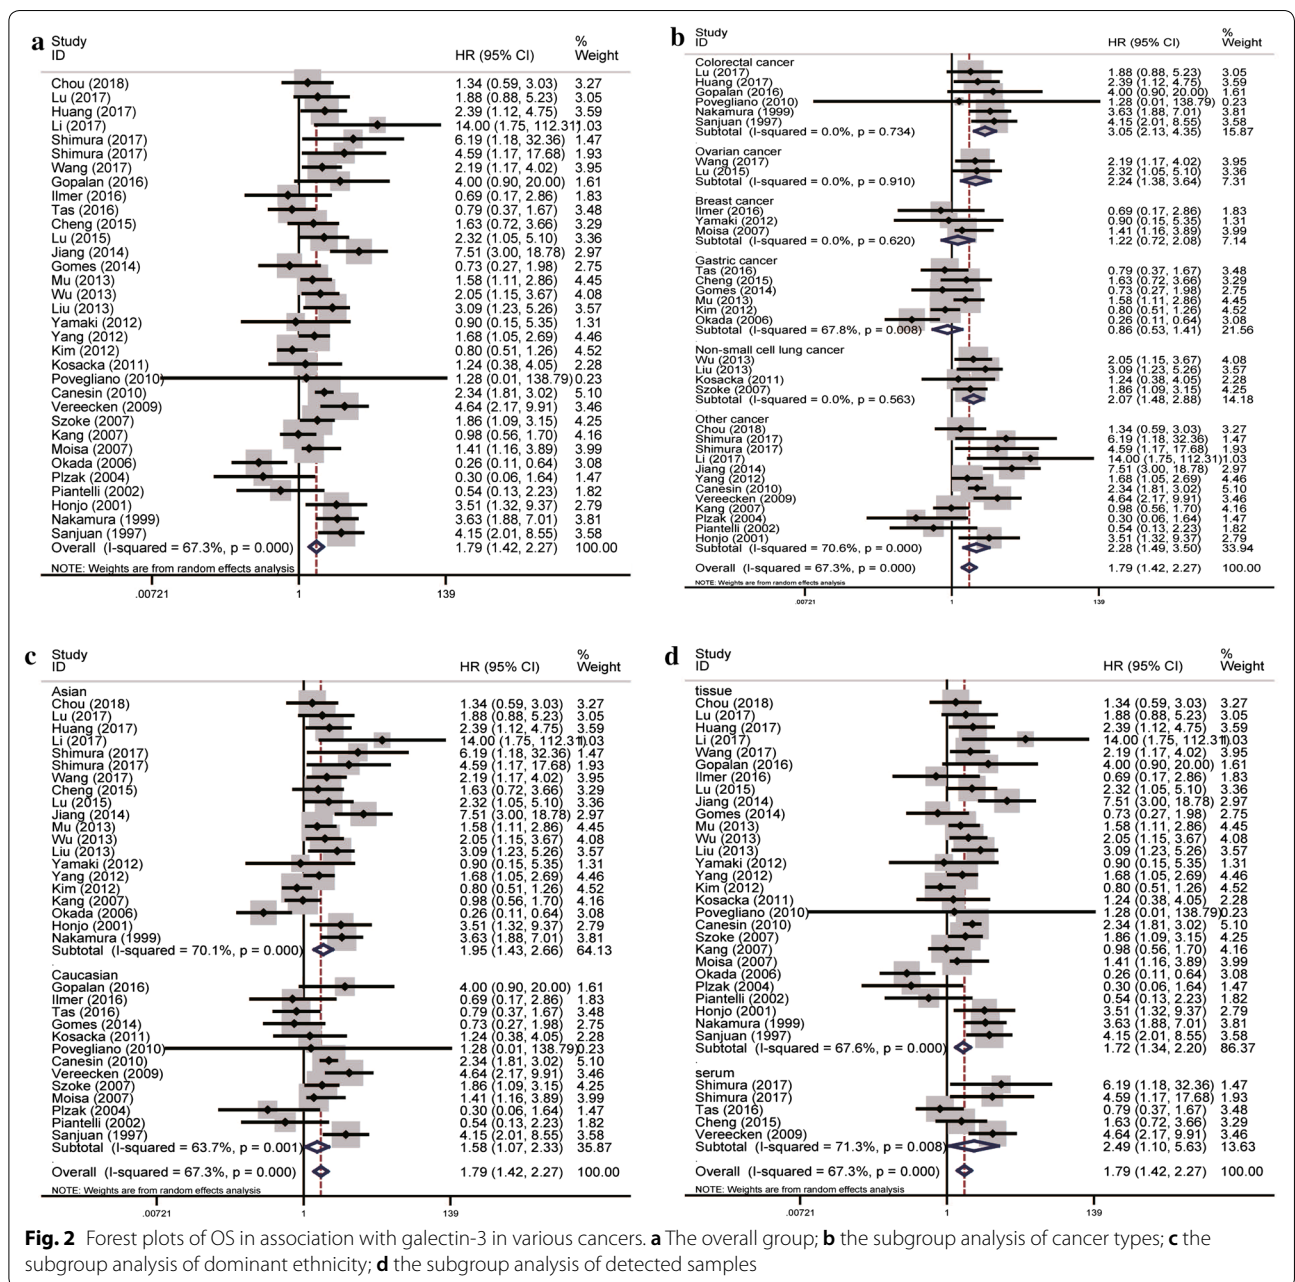 a
Study
ID HR (95% CI) % Weight
Chou (2018) 1.34 (0.59, 3.03) 3.27
Lu (2017) 1.88 (0.88, 5.23) 3.05
Huang (2017) 2.39 (1.12, 4.75) 3.59
Li (2017) 14.00 (1.75, 112.31) 1.03
Shimura (2017) 6.19 (1.18, 32.36) 1.47
Shimura (2017) 4.59 (1.17, 17.68) 1.93
Wang (2017) 2.19 (1.17, 4.02) 3.95
Gopalan (2016) 4.00 (0.90, 20.00) 1.61
Ilmer (2016) 0.69 (0.17, 2.86) 1.83
Tas (2016) 0.79 (0.37, 1.67) 3.48
Cheng (2015) 1.63 (0.72, 3.66) 3.29
Lu (2015) 2.32 (1.05, 5.10) 3.36
Jiang (2014) 7.51 (3.00, 18.78) 2.97
Gomes (2014) 0.73 (0.27, 1.98) 2.75
Mu (2013) 1.58 (1.11, 2.86) 4.45
Wu (2013) 2.05 (1.15, 3.67) 4.08
Liu (2013) 3.09 (1.23, 5.26) 3.57
Yamaki (2012) 0.90 (0.15, 5.35) 1.31
Yang (2012) 1.68 (1.05, 2.69) 4.46
Kim (2012) 0.80 (0.51, 1.26) 4.52
Kosacka (2011) 1.24 (0.38, 4.05) 2.28
Povegliano (2010) 1.28 (0.01, 138.79) 0.23
Canesin (2010) 2.34 (1.81, 3.02) 5.10
Vereecken (2009) 4.64 (2.17, 9.91) 3.46
Szoke (2007) 1.86 (1.09, 3.15) 4.25
Kang (2007) 0.98 (0.56, 1.70) 4.16
Moisa (2007) 1.41 (1.16, 3.89) 3.99
Okada (2006) 0.26 (0.11, 0.64) 3.08
Plzak (2004) 0.30 (0.06, 1.64) 1.47
Piantelli (2002) 0.54 (0.13, 2.23) 1.82
Honjo (2001) 3.51 (1.32, 9.37) 2.79
Nakamura (1999) 3.63 (1.88, 7.01) 3.81
Sanjuan (1997) 4.15 (2.01, 8.55) 3.58
Overall (I-squared = 67.3%, p = 0.000) 1.79 (1.42, 2.27) 100.00
NOTE: Weights are from random effects analysis
.00721 1 139
b
Study
ID HR (95% CI) % Weight
Colorectal cancer
Lu (2017) 1.88 (0.88, 5.23) 3.05
Huang (2017) 2.39 (1.12, 4.75) 3.59
Gopalan (2016) 4.00 (0.90, 20.00) 1.61
Povegliano (2010) 1.28 (0.01, 138.79) 0.23
Nakamura (1999) 3.63 (1.88, 7.01) 3.81
Sanjuan (1997) 4.15 (2.01, 8.55) 3.58
Subtotal (I-squared = 0.0%, p = 0.734) 3.05 (2.13, 4.35) 15.87
Ovarian cancer
Wang (2017) 2.19 (1.17, 4.02) 3.95
Lu (2015) 2.32 (1.05, 5.10) 3.36
Subtotal (I-squared = 0.0%, p = 0.910) 2.24 (1.38, 3.64) 7.31
Breast cancer
Ilmer (2016) 0.69 (0.17, 2.86) 1.83
Yamaki (2012) 0.90 (0.15, 5.35) 1.31
Moisa (2007) 1.41 (1.16, 3.89) 3.99
Subtotal (I-squared = 0.0%, p = 0.620) 1.22 (0.72, 2.08) 7.14
Gastric cancer
Tas (2016) 0.79 (0.37, 1.67) 3.48
Cheng (2015) 1.63 (0.72, 3.66) 3.29
Gomes (2014) 0.73 (0.27, 1.98) 2.75
Mu (2013) 1.58 (1.11, 2.86) 4.45
Kim (2012) 0.80 (0.51, 1.26) 4.52
Okada (2006) 0.26 (0.11, 0.64) 3.08
Subtotal (I-squared = 67.8%, p = 0.008) 0.86 (0.53, 1.41) 21.56
Non-small cell lung cancer
Wu (2013) 2.05 (1.15, 3.67) 4.08
Liu (2013) 3.09 (1.23, 5.26) 3.57
Kosacka (2011) 1.24 (0.38, 4.05) 2.28
Szoke (2007) 1.86 (1.09, 3.15) 4.25
Subtotal (I-squared = 0.0%, p = 0.563) 2.07 (1.48, 2.88) 14.18
Other cancer
Chou (2018) 1.34 (0.59, 3.03) 3.27
Shimura (2017) 6.19 (1.18, 32.36) 1.47
Shimura (2017) 4.59 (1.17, 17.68) 1.93
Li (2017) 14.00 (1.75, 112.31) 1.03
Jiang (2014) 7.51 (3.00, 18.78) 2.97
Yang (2012) 1.68 (1.05, 2.69) 4.46
Canesin (2010) 2.34 (1.81, 3.02) 5.10
Vereecken (2009) 4.64 (2.17, 9.91) 3.46
Kang (2007) 0.98 (0.56, 1.70) 4.16
Plzak (2004) 0.30 (0.06, 1.64) 1.47
Piantelli (2002) 0.54 (0.13, 2.23) 1.82
Honjo (2001) 3.51 (1.32, 9.37) 2.79
Subtotal (I-squared = 70.6%, p = 0.000) 2.28 (1.49, 3.50) 33.94
Overall (I-squared = 67.3%, p = 0.000) 1.79 (1.42, 2.27) 100.00
NOTE: Weights are from random effects analysis
.00721 1 139
c
Study
ID HR (95% CI) % Weight
Asian
Chou (2018) 1.34 (0.59, 3.03) 3.27
Lu (2017) 1.88 (0.88, 5.23) 3.05
Huang (2017) 2.39 (1.12, 4.75) 3.59
Li (2017) 14.00 (1.75, 112.31) 1.03
Shimura (2017) 6.19 (1.18, 32.36) 1.47
Shimura (2017) 4.59 (1.17, 17.68) 1.93
Wang (2017) 2.19 (1.17, 4.02) 3.95
Cheng (2015) 1.63 (0.72, 3.66) 3.29
Lu (2015) 2.32 (1.05, 5.10) 3.36
Jiang (2014) 7.51 (3.00, 18.78) 2.97
Mu (2013) 1.58 (1.11, 2.86) 4.45
Wu (2013) 2.05 (1.15, 3.67) 4.08
Liu (2013) 3.09 (1.23, 5.26) 3.57
Yamaki (2012) 0.90 (0.15, 5.35) 1.31
Yang (2012) 1.68 (1.05, 2.69) 4.46
Kim (2012) 0.80 (0.51, 1.26) 4.52
Kang (2007) 0.98 (0.56, 1.70) 4.16
Okada (2006) 0.26 (0.11, 0.64) 3.08
Honjo (2001) 3.51 (1.32, 9.37) 2.79
Nakamura (1999) 3.63 (1.88, 7.01) 3.81
Subtotal (I-squared = 70.1%, p = 0.000) 1.95 (1.43, 2.66) 64.13
Caucasian
Gopalan (2016) 4.00 (0.90, 20.00) 1.61
Ilmer (2016) 0.69 (0.17, 2.86) 1.83
Tas (2016) 0.79 (0.37, 1.67) 3.48
Gomes (2014) 0.73 (0.27, 1.98) 2.75
Kosacka (2011) 1.24 (0.38, 4.05) 2.28
Povegliano (2010) 1.28 (0.01, 138.79) 0.23
Canesin (2010) 2.34 (1.81, 3.02) 5.10
Vereecken (2009) 4.64 (2.17, 9.91) 3.46
Szoke (2007) 1.86 (1.09, 3.15) 4.25
Moisa (2007) 1.41 (1.16, 3.89) 3.99
Plzak (2004) 0.30 (0.06, 1.64) 1.47
Piantelli (2002) 0.54 (0.13, 2.23) 1.82
Sanjuan (1997) 4.15 (2.01, 8.55) 3.58
Subtotal (I-squared = 63.7%, p = 0.001) 1.58 (1.07, 2.33) 35.87
Overall (I-squared = 67.3%, p = 0.000) 1.79 (1.42, 2.27) 100.00
NOTE: Weights are from random effects analysis
.00721 1 139
d
Study
ID HR (95% CI) % Weight
tissue
Chou (2018) 1.34 (0.59, 3.03) 3.27
Lu (2017) 1.88 (0.88, 5.23) 3.05
Huang (2017) 2.39 (1.12, 4.75) 3.59
Li (2017) 14.00 (1.75, 112.31) 1.03
Wang (2017) 2.19 (1.17, 4.02) 3.95
Gopalan (2016) 4.00 (0.90, 20.00) 1.61
Ilmer (2016) 0.69 (0.17, 2.86) 1.83
Lu (2015) 2.32 (1.05, 5.10) 3.36
Jiang (2014) 7.51 (3.00, 18.78) 2.97
Gomes (2014) 0.73 (0.27, 1.98) 2.75
Mu (2013) 1.58 (1.11, 2.86) 4.45
Wu (2013) 2.05 (1.15, 3.67) 4.08
Liu (2013) 3.09 (1.23, 5.26) 3.57
Yamaki (2012) 0.90 (0.15, 5.35) 1.31
Yang (2012) 1.68 (1.05, 2.69) 4.46
Kim (2012) 0.80 (0.51, 1.26) 4.52
Kosacka (2011) 1.24 (0.38, 4.05) 2.28
Povegliano (2010) 1.28 (0.01, 138.79) 0.23
Canesin (2010) 2.34 (1.81, 3.02) 5.10
Szoke (2007) 1.86 (1.09, 3.15) 4.25
Kang (2007) 0.98 (0.56, 1.70) 4.16
Moisa (2007) 1.41 (1.16, 3.89) 3.99
Okada (2006) 0.26 (0.11, 0.64) 3.08
Plzak (2004) 0.30 (0.06, 1.64) 1.47
Piantelli (2002) 0.54 (0.13, 2.23) 1.82
Honjo (2001) 3.51 (1.32, 9.37) 2.79
Nakamura (1999) 3.63 (1.88, 7.01) 3.81
Sanjuan (1997) 4.15 (2.01, 8.55) 3.58
Subtotal (I-squared = 67.6%, p = 0.000) 1.72 (1.34, 2.20) 86.37
serum
Shimura (2017) 6.19 (1.18, 32.36) 1.47
Shimura (2017) 4.59 (1.17, 17.68) 1.93
Tas (2016) 0.79 (0.37, 1.67) 3.48
Cheng (2015) 1.63 (0.72, 3.66) 3.29
Vereecken (2009) 4.64 (2.17, 9.91) 3.46
Subtotal (I-squared = 71.3%, p = 0.008) 2.49 (1.10, 5.63) 13.63
Overall (I-squared = 67.3%, p = 0.000) 1.79 (1.42, 2.27) 100.00
NOTE: Weights are from random effects analysis
.00721 1 139
Fig. 2 Forest plots of OS in association with galectin-3 in various cancers. a The overall group; b the subgroup analysis of cancer types; c the
subgroup analysis of dominant ethnicity; d the subgroup analysis of detected samples